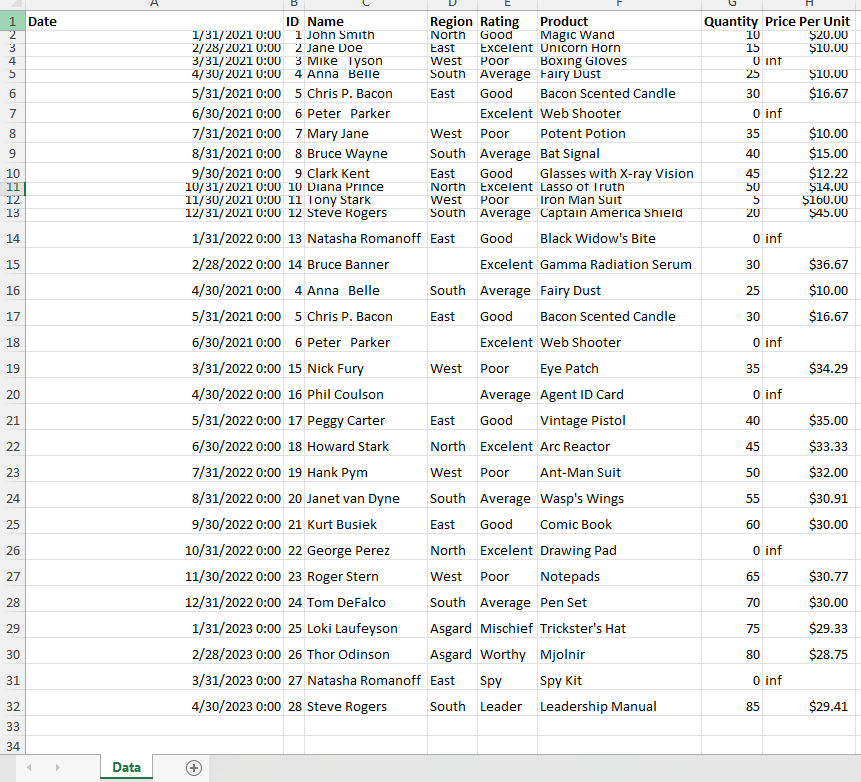 A B C D E F G H
1 Date ID Name Region Rating Product Quantity Price Per Unit
2 1/31/2021 0:00 1 John Smith North Good Magic Wand 10 $20.00
3 2/28/2021 0:00 2 Jane Doe East Excelent Unicorn Horn 15 $10.00
4 3/31/2021 0:00 3 Mike   Tyson West Poor Boxing Gloves 0 inf
5 4/30/2021 0:00 4 Anna   Belle South Average Fairy Dust 25 $10.00
6 5/31/2021 0:00 5 Chris P. Bacon East Good Bacon Scented Candle 30 $16.67
7 6/30/2021 0:00 6 Peter   Parker Excelent Web Shooter 0 inf
8 7/31/2021 0:00 7 Mary Jane West Poor Potent Potion 35 $10.00
9 8/31/2021 0:00 8 Bruce Wayne South Average Bat Signal 40 $15.00
10 9/30/2021 0:00 9 Clark Kent East Good Glasses with X-ray Vision 45 $12.22
11 10/31/2021 0:00 10 Diana Prince North Excelent Lasso of Truth 50 $14.00
12 11/30/2021 0:00 11 Tony Stark West Poor Iron Man Suit 5 $160.00
13 12/31/2021 0:00 12 Steve Rogers South Average Captain America Shield 20 $45.00
14 1/31/2022 0:00 13 Natasha Romanoff East Good Black Widow's Bite 0 inf
15 2/28/2022 0:00 14 Bruce Banner Excelent Gamma Radiation Serum 30 $36.67
16 4/30/2021 0:00 4 Anna   Belle South Average Fairy Dust 25 $10.00
17 5/31/2021 0:00 5 Chris P. Bacon East Good Bacon Scented Candle 30 $16.67
18 6/30/2021 0:00 6 Peter   Parker Excelent Web Shooter 0 inf
19 3/31/2022 0:00 15 Nick Fury West Poor Eye Patch 35 $34.29
20 4/30/2022 0:00 16 Phil Coulson Average Agent ID Card 0 inf
21 5/31/2022 0:00 17 Peggy Carter East Good Vintage Pistol 40 $35.00
22 6/30/2022 0:00 18 Howard Stark North Excelent Arc Reactor 45 $33.33
23 7/31/2022 0:00 19 Hank Pym West Poor Ant-Man Suit 50 $32.00
24 8/31/2022 0:00 20 Janet van Dyne South Average Wasp's Wings 55 $30.91
25 9/30/2022 0:00 21 Kurt Busiek East Good Comic Book 60 $30.00
26 10/31/2022 0:00 22 George Perez North Excelent Drawing Pad 0 inf
27 11/30/2022 0:00 23 Roger Stern West Poor Notepads 65 $30.77
28 12/31/2022 0:00 24 Tom DeFalco South Average Pen Set 70 $30.00
29 1/31/2023 0:00 25 Loki Laufeyson Asgard Mischief Trickster's Hat 75 $29.33
30 2/28/2023 0:00 26 Thor Odinson Asgard Worthy Mjolnir 80 $28.75
31 3/31/2023 0:00 27 Natasha Romanoff East Spy Spy Kit 0 inf
32 4/30/2023 0:00 28 Steve Rogers South Leader Leadership Manual 85 $29.41
33
34
Data